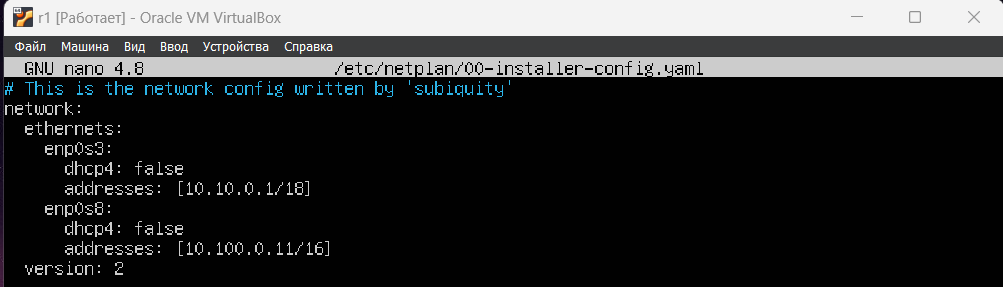 r1 [Работает] - Oracle VM VirtualBox
Файл Машина Вид Ввод Устройства Справка
GNU nano 4.8 /etc/netplan/00-installer-config.yaml
# This is the network config written by 'subiquity'
network:
  ethernets:
    enp0s3:
      dhcp4: false
      addresses: [10.10.0.1/18]
    enp0s8:
      dhcp4: false
      addresses: [10.100.0.11/16]
  version: 2